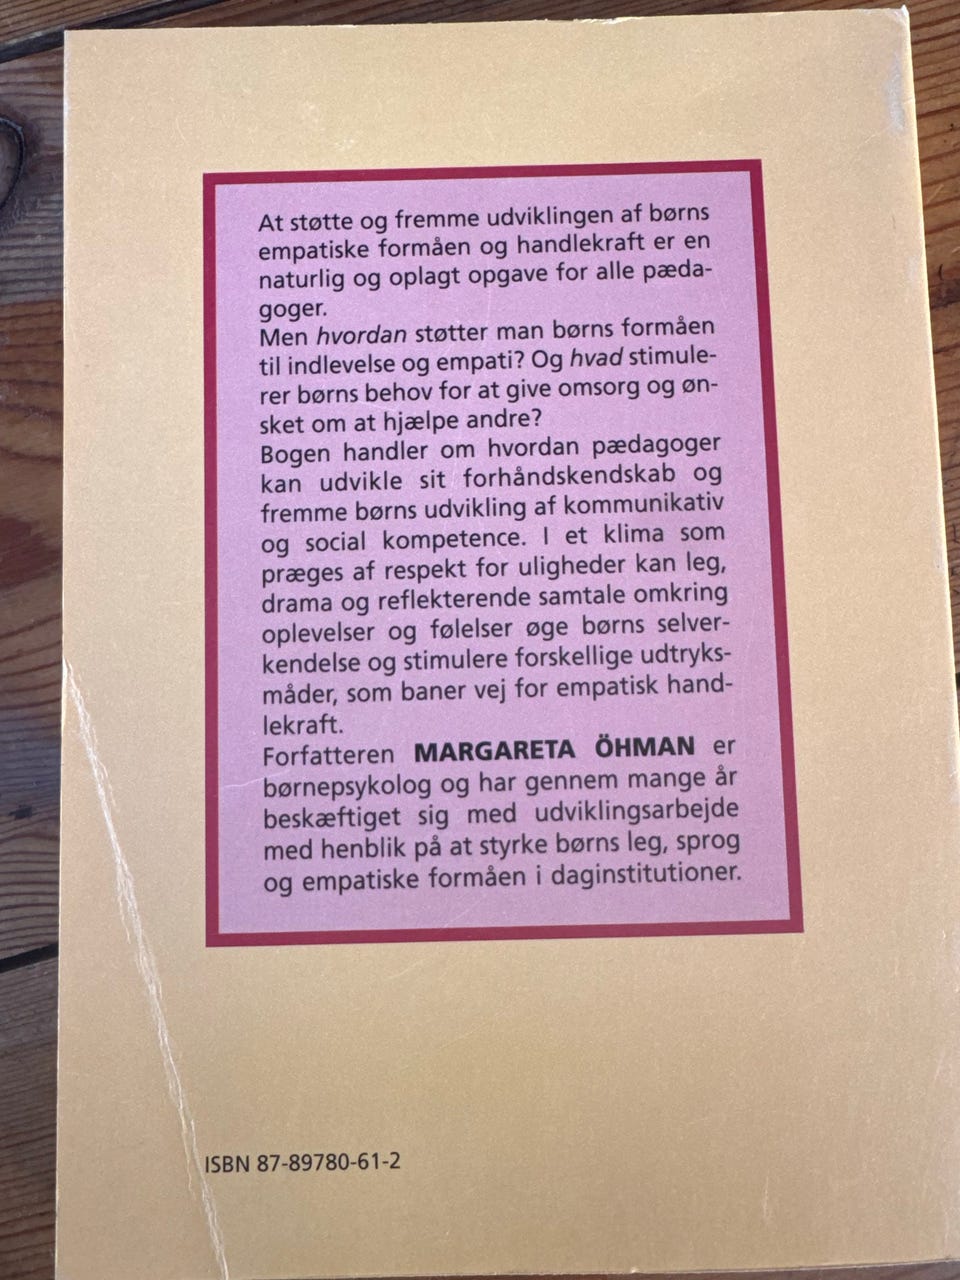 At støtte og fremme udviklingen af børns
empatiske formåen og handlekraft er en
naturlig og oplagt opgave for alle pæda-
goger.
Men hvordan støtter man børns formåen
til indlevelse og empati? Og hvad stimule-
rer børns behov for at give omsorg og øn-
sket om at hjælpe andre?
Bogen handler om hvordan pædagoger
kan udvikle sit forhåndskendskab og
fremme børns udvikling af kommunikativ
og social kompetence. I et klima som
præges af respekt for uligheder kan leg,
drama og reflekterende samtale omkring
oplevelser og følelser øge børns selver-
kendelse og stimulere forskellige udtryks-
måder, som baner vej for empatisk hand-
lekraft.
Forfatteren MARGARETA ÖHMAN er
børnepsykolog og har gennem mange år
beskæftiget sig med udviklingsarbejde
med henblik på at styrke børns leg, sprog
og empatiske formåen i daginstitutioner.
ISBN 87-89780-61-2